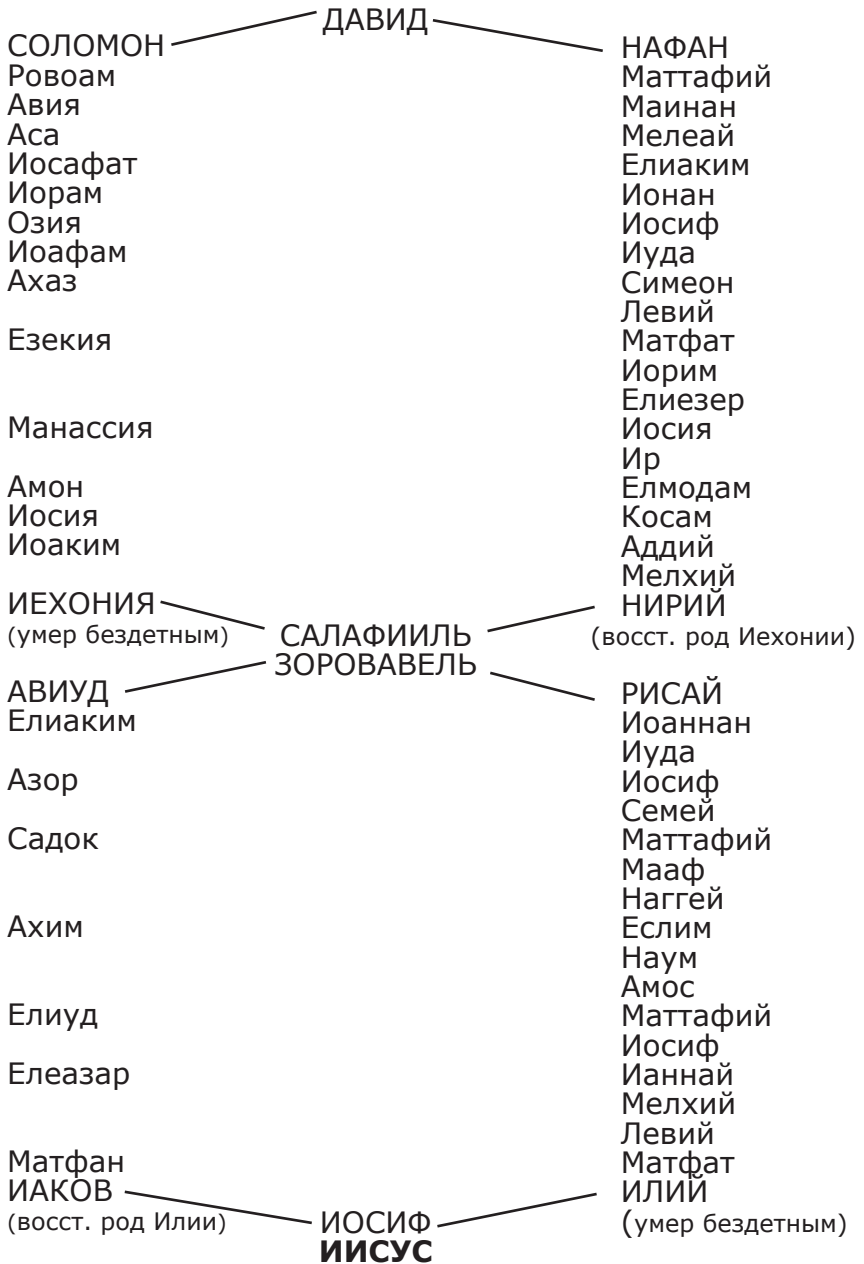 ДАВИД
СОЛОМОН НАФАН
Ровоам Маттафий
Авия Маинан
Аса Мелеай
Иосафат Елиаким
Иорам Ионан
Озия Иосиф
Иоафам Иуда
Ахаз Симеон
Левий
Езекия Матфат
Иорим
Елиезер
Манассия Иосия
Ир
Амон Елмодам
Иосия Косам
Иоаким Аддий
Мелхий
ИЕХОНИЯ НИРИЙ
(умер бездетным) САЛАФИИЛЬ (восст. род Иехонии)
ЗОРОВАВЕЛЬ
АВИУД РИСАЙ
Елиаким Иоаннан
Иуда
Азор Иосиф
Семей
Садок Маттафий
Мааф
Наггей
Ахим Еслим
Наум
Амос
Елиуд Маттафий
Иосиф
Елеазар Ианнай
Мелхий
Левий
Матфан Матфат
ИАКОВ ИЛИЙ
(восст. род Илии) ИОСИФ (умер бездетным)
ИИСУС